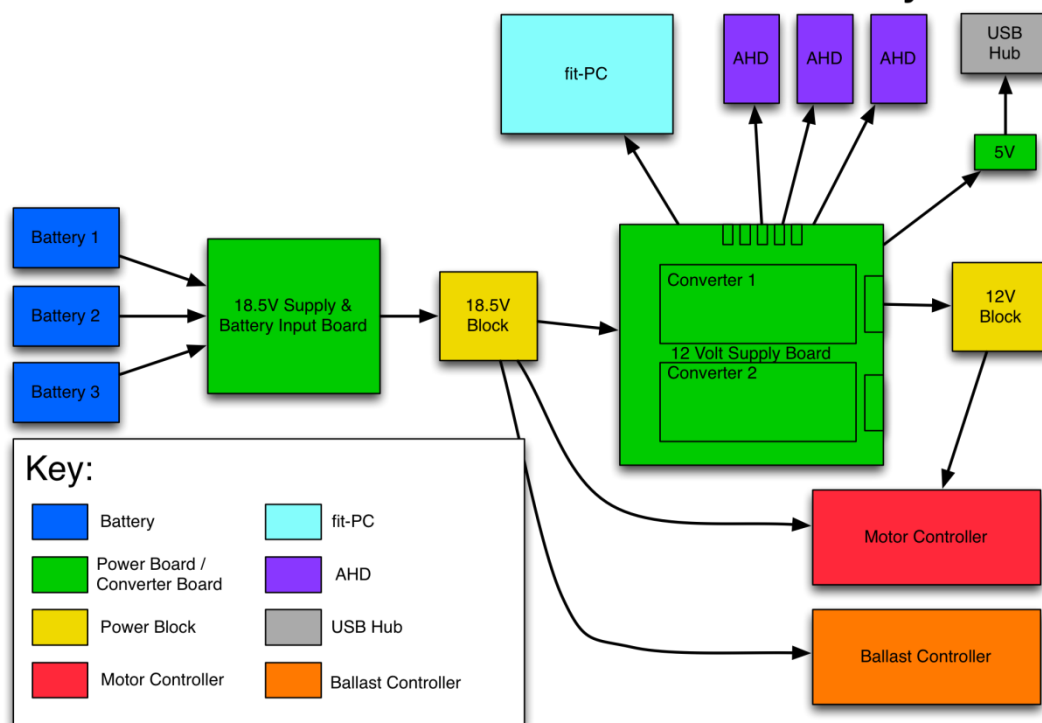 fit-PC
AHD
AHD
AHD
USB
Hub
5V
Battery 1
Battery 2
Battery 3
18.5V Supply &
Battery Input Board
18.5V
Block
Converter 1
12 Volt Supply Board
Converter 2
12V
Block
Motor Controller
Ballast Controller
Key:
Battery
Power Board /
Converter Board
Power Block
Motor Controller
fit-PC
AHD
USB Hub
Ballast Controller